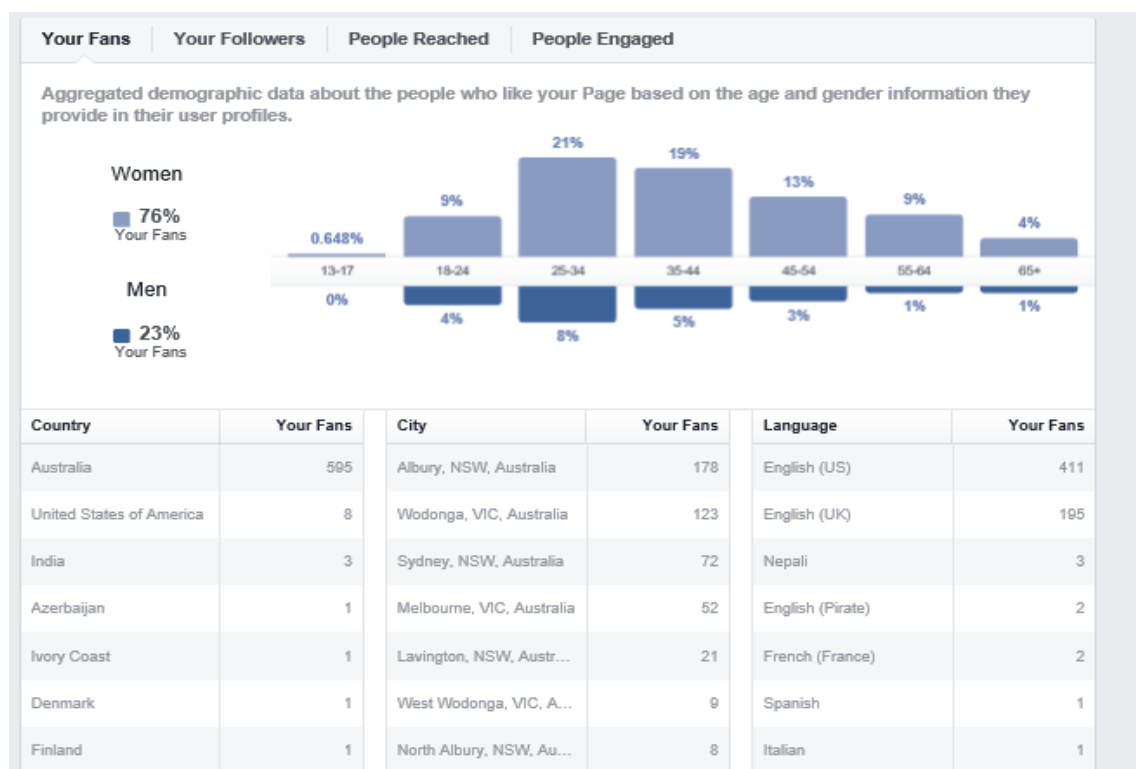 Your Fans Your Followers People Reached People Engaged
Aggregated demographic data about the people who like your Page based on the age and gender information they
provide in their user profiles.
Women
76%
Your Fans
Men
23%
Your Fans
0.648% 9% 21% 19% 13% 9% 4%
13-17 18-24 25-34 35-44 45-54 55-64 65+
0% 4% 8% 5% 3% 1% 1%
Country Your Fans City Your Fans Language Your Fans
Australia 595 Albury, NSW, Australia 178 English (US) 411
United States of America 8 Wodonga, VIC, Australia 123 English (UK) 195
India 3 Sydney, NSW, Australia 72 Nepali 3
Azerbaijan 1 Melbourne, VIC, Australia 52 English (Pirate) 2
Ivory Coast 1 Lavington, NSW, Austr... 21 French (France) 2
Denmark 1 West Wodonga, VIC, A... 9 Spanish 1
Finland 1 North Albury, NSW, Au... 8 Italian 1